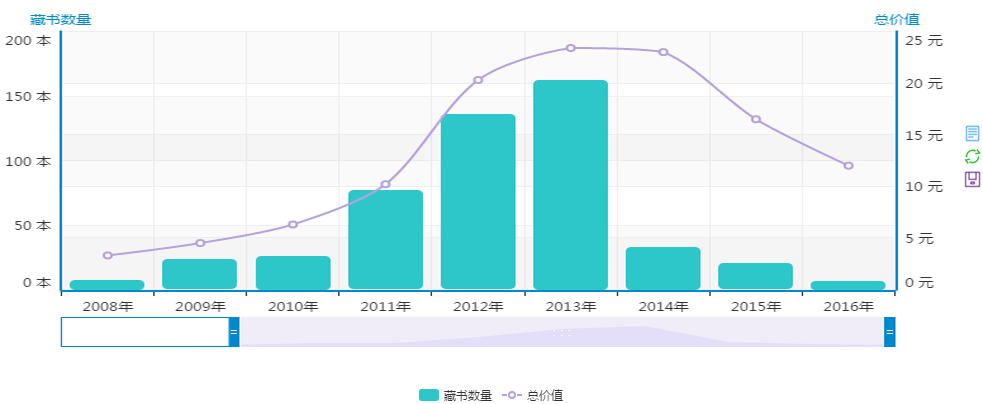 藏书数量 总价值
200 本 25 元
20 元
150 本
15 元
100 本
10 元
50 本
5 元
0 本 0 元
2008年 2009年 2010年 2011年 2012年 2013年 2014年 2015年 2016年
藏书数量 总价值